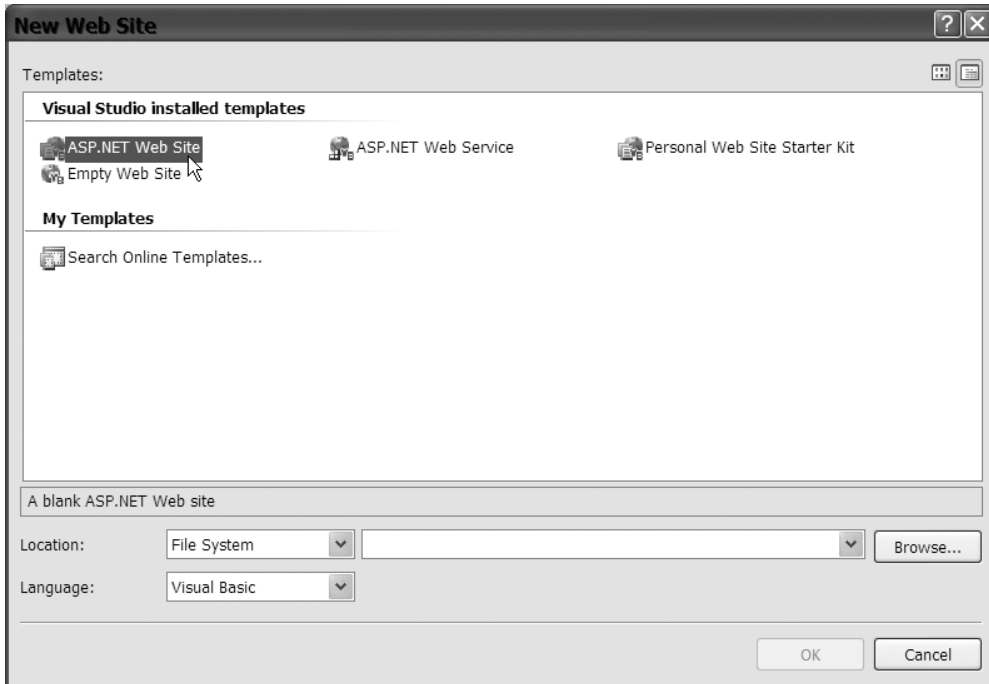 New Web Site
Templates:
Visual Studio installed templates
ASP.NET Web Site
ASP.NET Web Service
Personal Web Site Starter Kit
Empty Web Site
My Templates
Search Online Templates...
A blank ASP.NET Web site
Location:
File System
Browse...
Language:
Visual Basic
OK
Cancel